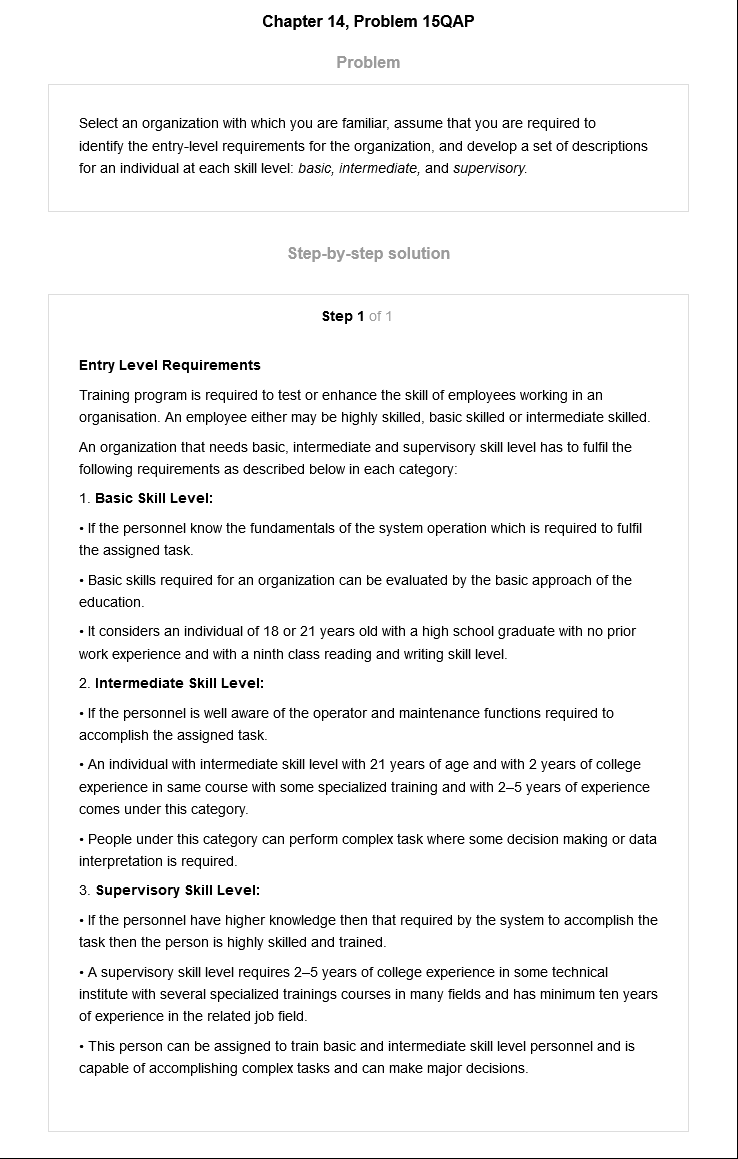 Chapter 14, Problem 15QAP
Problem
Select an organization with which you are familiar, assume that you are required to
identify the entry-level requirements for the organization, and develop a set of descriptions
for an individual at each skill level: basic, intermediate, and supervisory.
Step-by-step solution
Step 1 of 1
Entry Level Requirements
Training program is required to test or enhance the skill of employees working in an
organisation. An employee either may be highly skilled, basic skilled or intermediate skilled.
An organization that needs basic, intermediate and supervisory skill level has to fulfil the
following requirements as described below in each category:
1. Basic Skill Level:
• If the personnel know the fundamentals of the system operation which is required to fulfil
the assigned task.
• Basic skills required for an organization can be evaluated by the basic approach of the
education.
• It considers an individual of 18 or 21 years old with a high school graduate with no prior
work experience and with a ninth class reading and writing skill level.
2. Intermediate Skill Level:
• If the personnel is well aware of the operator and maintenance functions required to
accomplish the assigned task.
• An individual with intermediate skill level with 21 years of age and with 2 years of college
experience in same course with some specialized training and with 2–5 years of experience
comes under this category.
• People under this category can perform complex task where some decision making or data
interpretation is required.
3. Supervisory Skill Level:
• If the personnel have higher knowledge then that required by the system to accomplish the
task then the person is highly skilled and trained.
• A supervisory skill level requires 2–5 years of college experience in some technical
institute with several specialized trainings courses in many fields and has minimum ten years
of experience in the related job field.
• This person can be assigned to train basic and intermediate skill level personnel and is
capable of accomplishing complex tasks and can make major decisions.